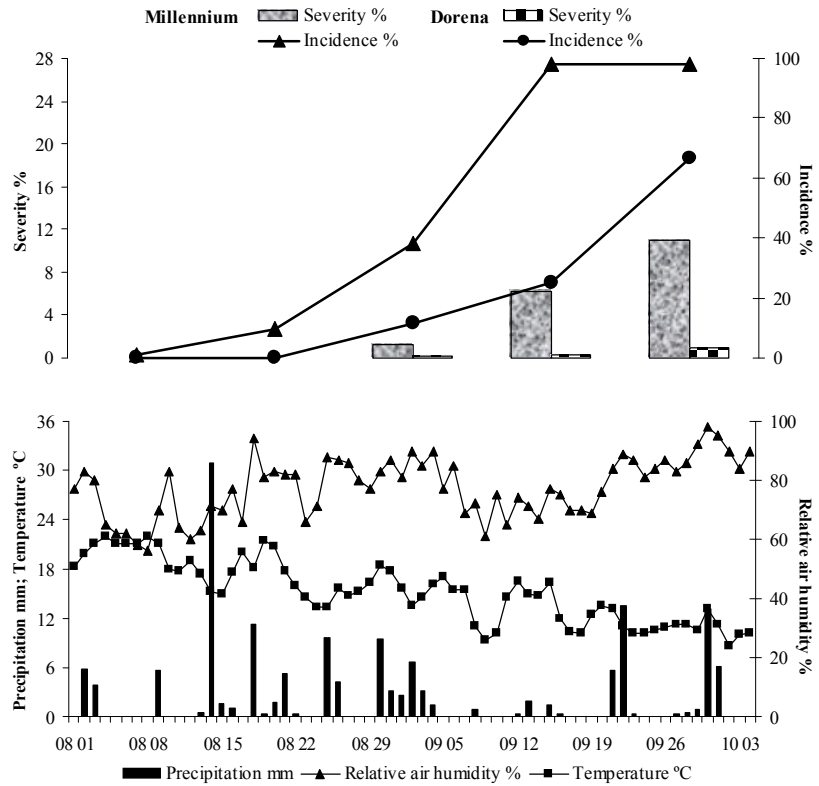 Millennium Severity % Dorena Severity %
Incidence % Incidence %
28 100
24
80
20
16 60
12
40
8
20
4
0 0
Severity %
Incidence %
36 100
30 80
24
60
18
40
12
20
6
0 0
Precipitation mm; Temperature ºC
Relative air humidity %
08 01 08 08 08 15 08 22 08 29 09 05 09 12 09 19 09 26 10 03
Precipitation mm Relative air humidity % Temperature ºC